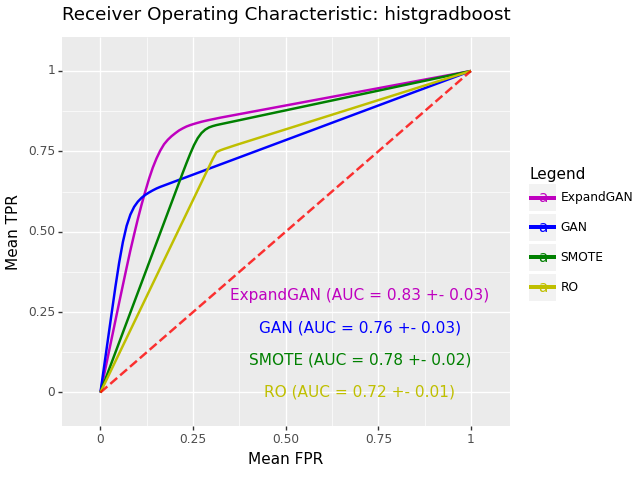 Receiver Operating Characteristic: histgradboost
1
0.75
0.50
0.25
0
Mean TPR
ExpandGAN (AUC = 0.83 +- 0.03)
GAN (AUC = 0.76 +- 0.03)
SMOTE (AUC = 0.78 +- 0.02)
RO (AUC = 0.72 +- 0.01)
0 0.25 0.50 0.75 1
Mean FPR
Legend
a ExpandGAN
a GAN
a SMOTE
a RO